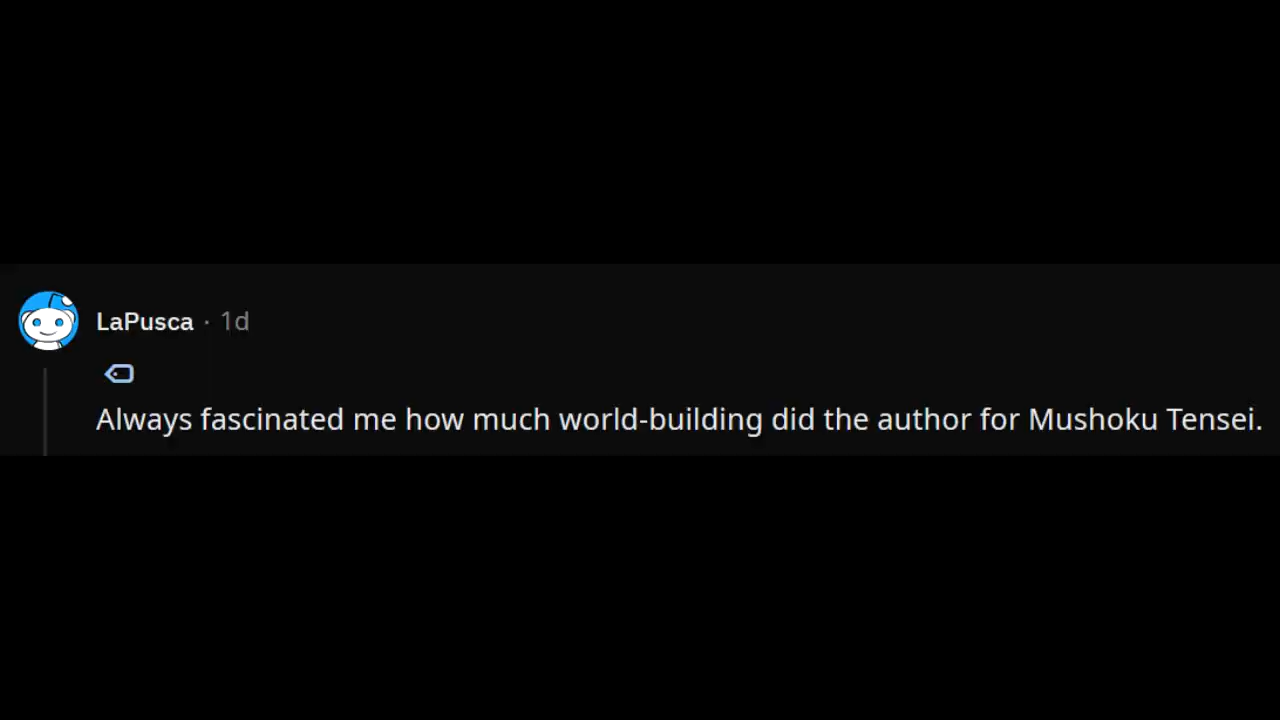 LaPusca · 1d
Always fascinated me how much world-building did the author for Mushoku Tensei.